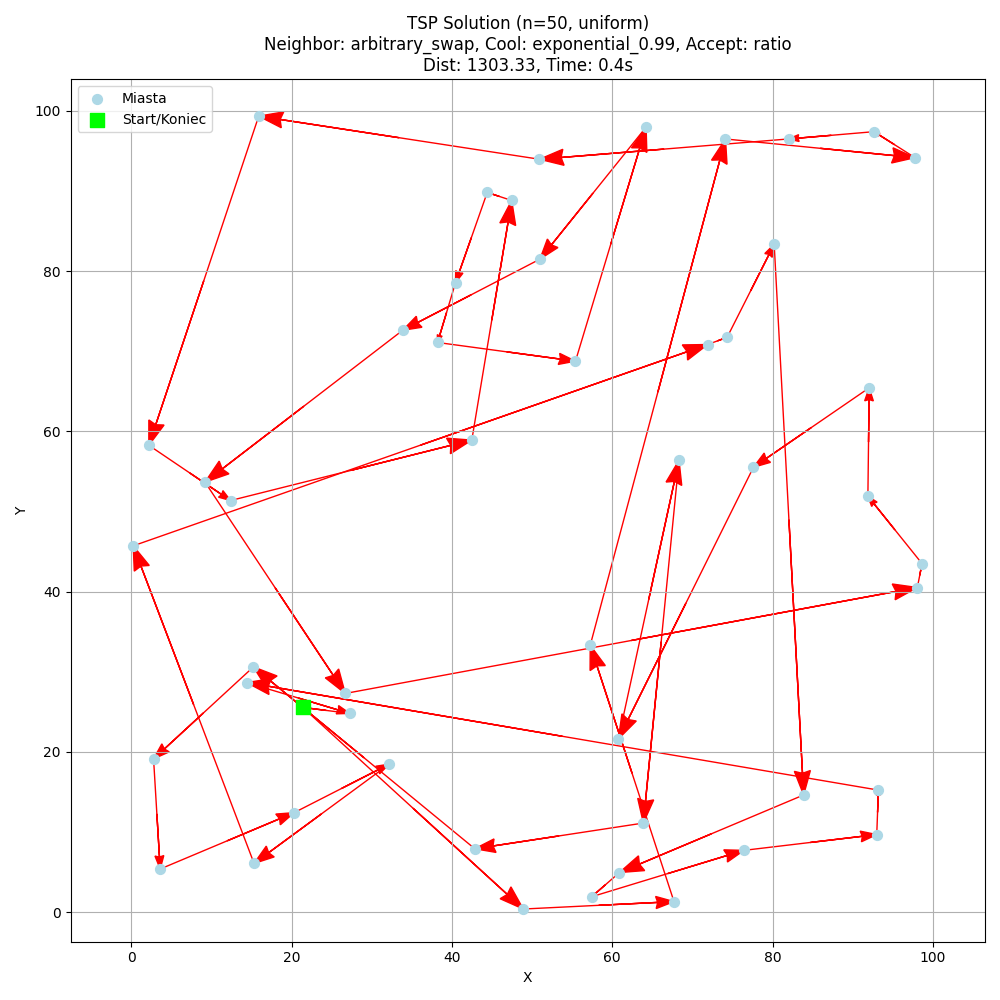 TSP Solution (n=50, uniform)
Neighbor: arbitrary_swap, Cool: exponential_0.99, Accept: ratio
Dist: 1303.33, Time: 0.4s
Miasta
Start/Koniec
100
80
60
40
20
0
Y
0 20 40 60 80 100
X